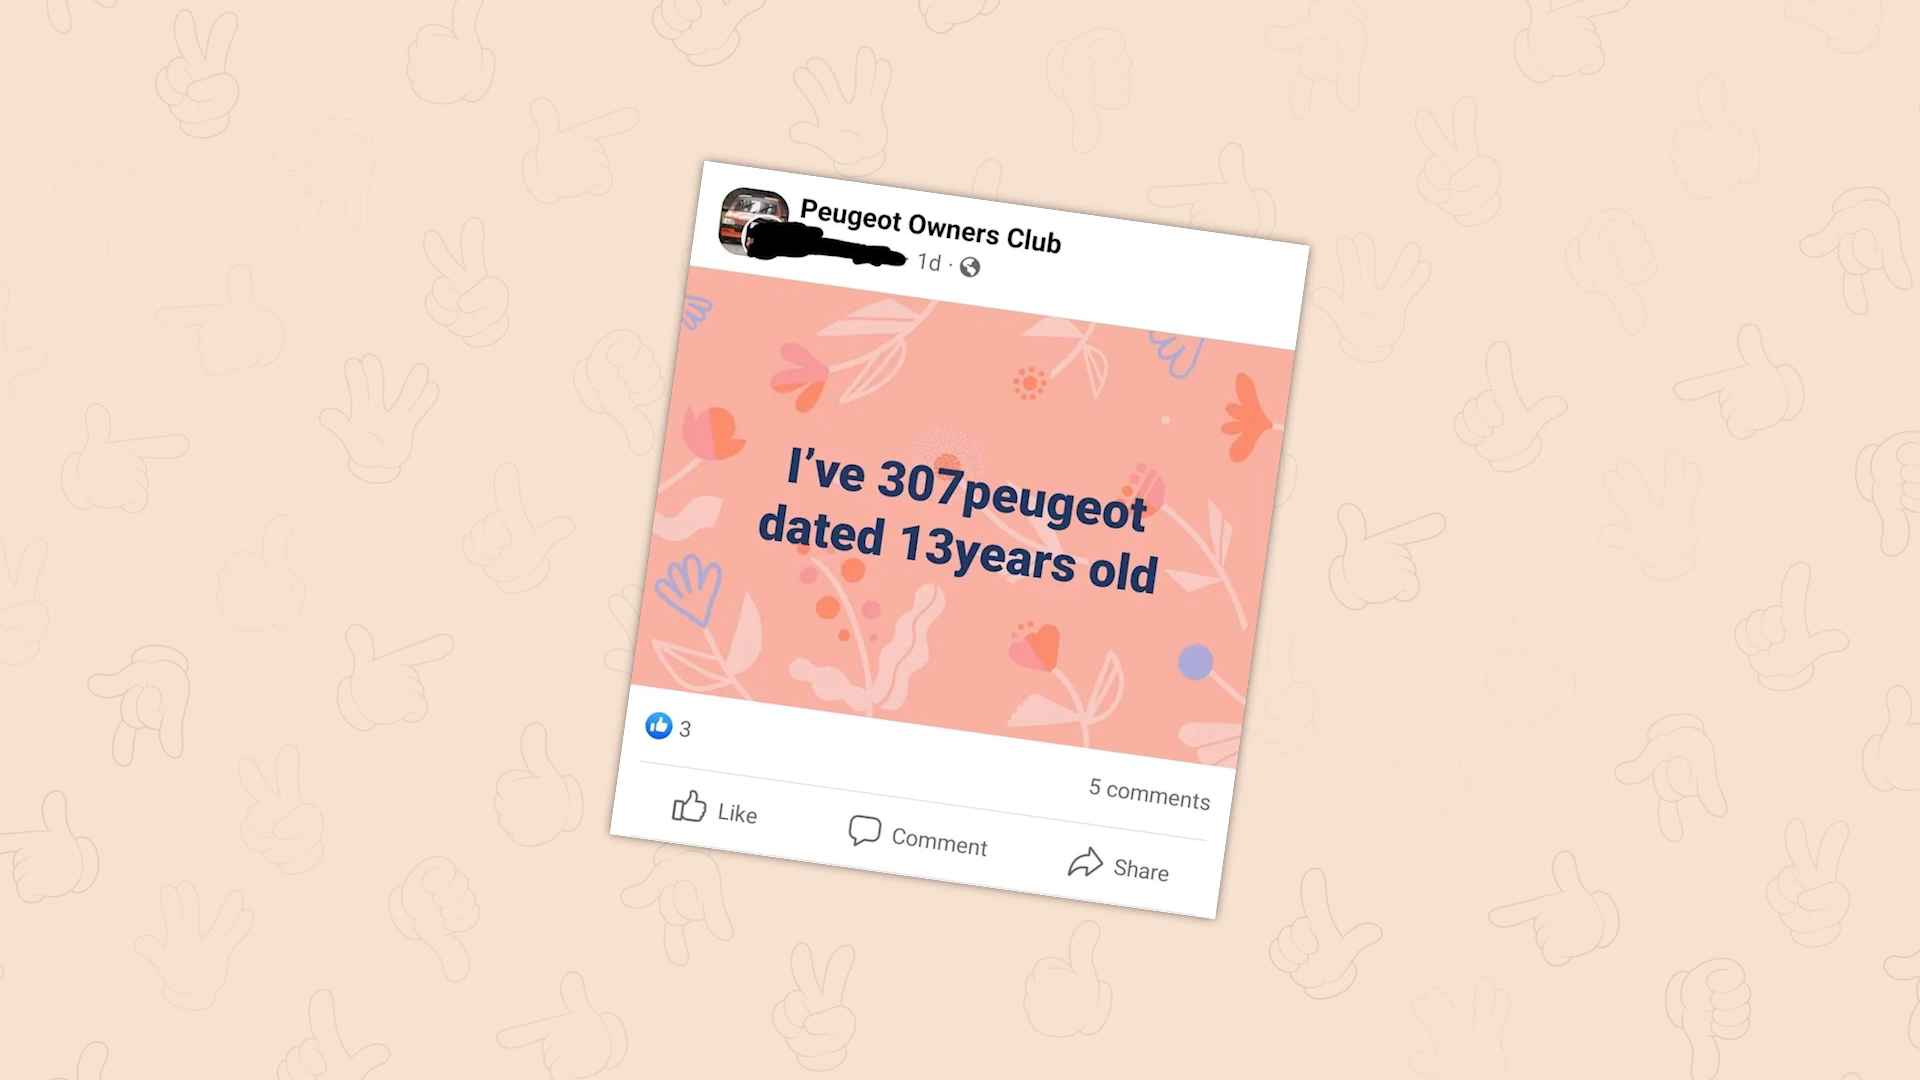 Peugeot Owners Club
1d ·
I've 307peugeot
dated 13years old
3
5 comments
Like
Comment
Share